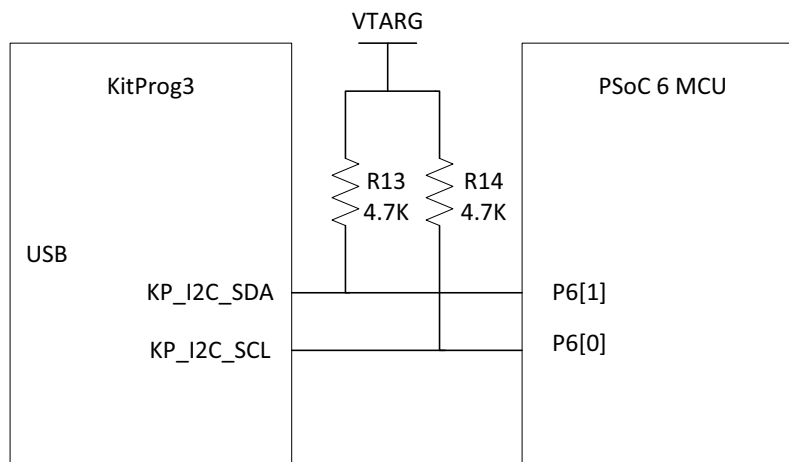 VTARG
KitProg3
PSoC 6 MCU
R13
4.7K
R14
4.7K
USB
KP_I2C_SDA
P6[1]
KP_I2C_SCL
P6[0]